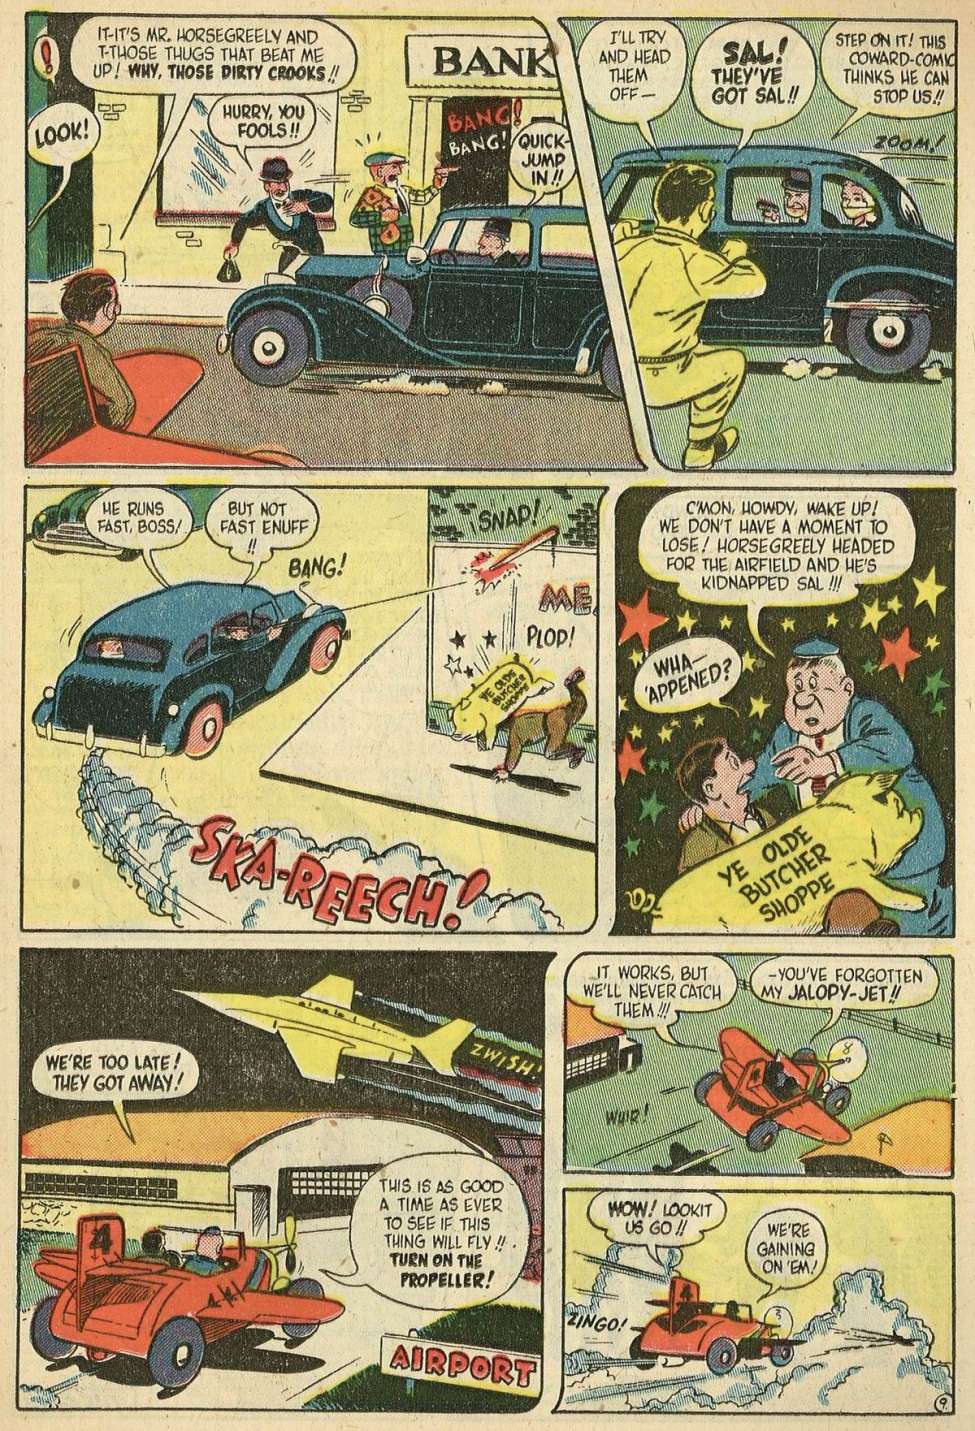 !
LOOK!
IT-IT'S MR. HORSEGREELY AND
T-THOSE THUGS THAT BEAT ME
UP! WHY, THOSE DIRTY CROOKS!!
HURRY, YOU
FOOLS!!
BANK
BANG!
BANG!
QUICK-
JUMP
IN!!
I'LL TRY
AND HEAD
THEM
OFF—
SAL!
THEY'VE
GOT SAL!!
STEP ON IT! THIS
COWARD-COMIC
THINKS HE CAN
STOP US!!
ZOOM!
HE RUNS
FAST, BOSS!
BUT NOT
FAST ENUFF
!!
BANG!
SNAP!
ME
PLOP!
YE OLDE
BUTCHER
SHOPPE
SKA-REECH!
C'MON, HOWDY, WAKE UP!
WE DON'T HAVE A MOMENT TO
LOSE! HORSEGREELY HEADED
FOR THE AIRFIELD AND HE'S
KIDNAPPED SAL!!!
WHA—
'APPENED?
YE OLDE
BUTCHER
SHOPPE
WE'RE TOO LATE!
THEY GOT AWAY!
ZWISH!
THIS IS AS GOOD
A TIME AS EVER
TO SEE IF THIS
THING WILL FLY!!
TURN ON THE
PROPELLER!
4
4
AIRPORT
IT WORKS, BUT
WE'LL NEVER CATCH
THEM!!!
-YOU'VE FORGOTTEN
MY JALOPY-JET!!
4
WHIR!
WOW! LOOKIT
US GO!!
WE'RE
GAINING
ON 'EM!
ZINGO!
4
9